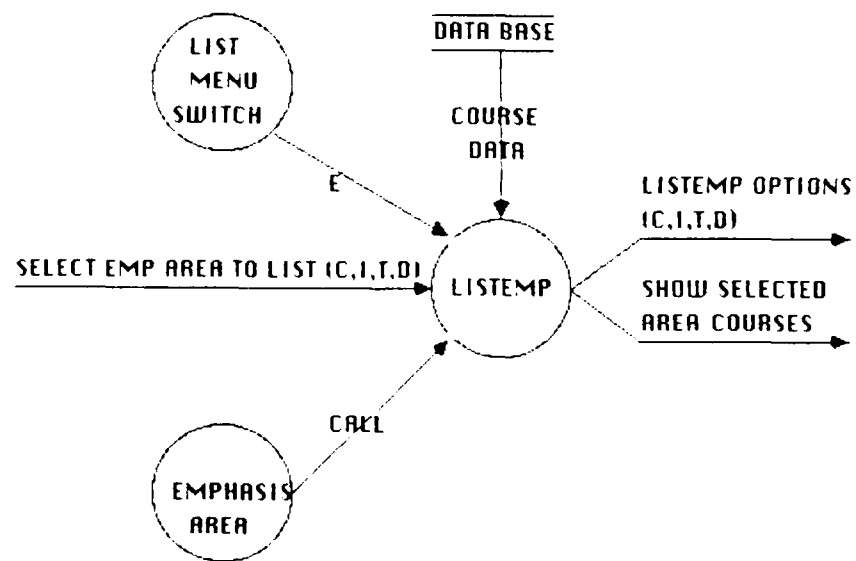 LIST
MENU
SWITCH
DATA BASE
COURSE
DATA
E
LISTEMP OPTIONS
(C,I,T,D)
SELECT EMP AREA TO LIST (C,I,T,D)
LISTEMP
SHOW SELECTED
AREA COURSES
CALL
EMPHASIS
AREA